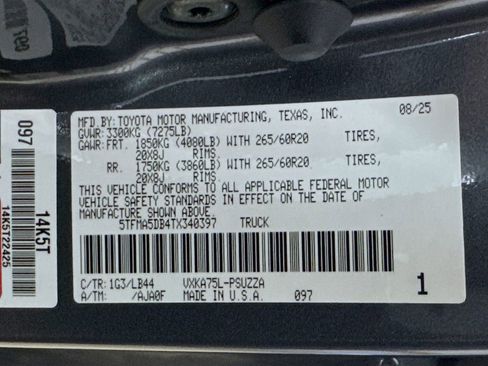 MFD.BY:TOYOTA MOTOR MANUFACTURING, TEXAS, INC. 08/25
GVWR:3300KG (7275LB)
GAWR:FRT. 1850KG (4080LB) WITH 265/60R20 TIRES,
20X8J RIMS.
RR. 1750KG (3860LB) WITH 265/60R20 TIRES,
20X8J RIMS.
THIS VEHICLE CONFORMS TO ALL APPLICABLE FEDERAL MOTOR
VEHICLE SAFETY STANDARDS IN EFFECT ON THE DATE OF
MANUFACTURE SHOWN ABOVE.
5TFMA5DB4TX340397 TRUCK
C/TR:1G3/LB44 VXKA75L-PSUZZA
A/TM: /AJA0F MADE IN U.S.A. 097
1
097
14K5T
14K5T22425